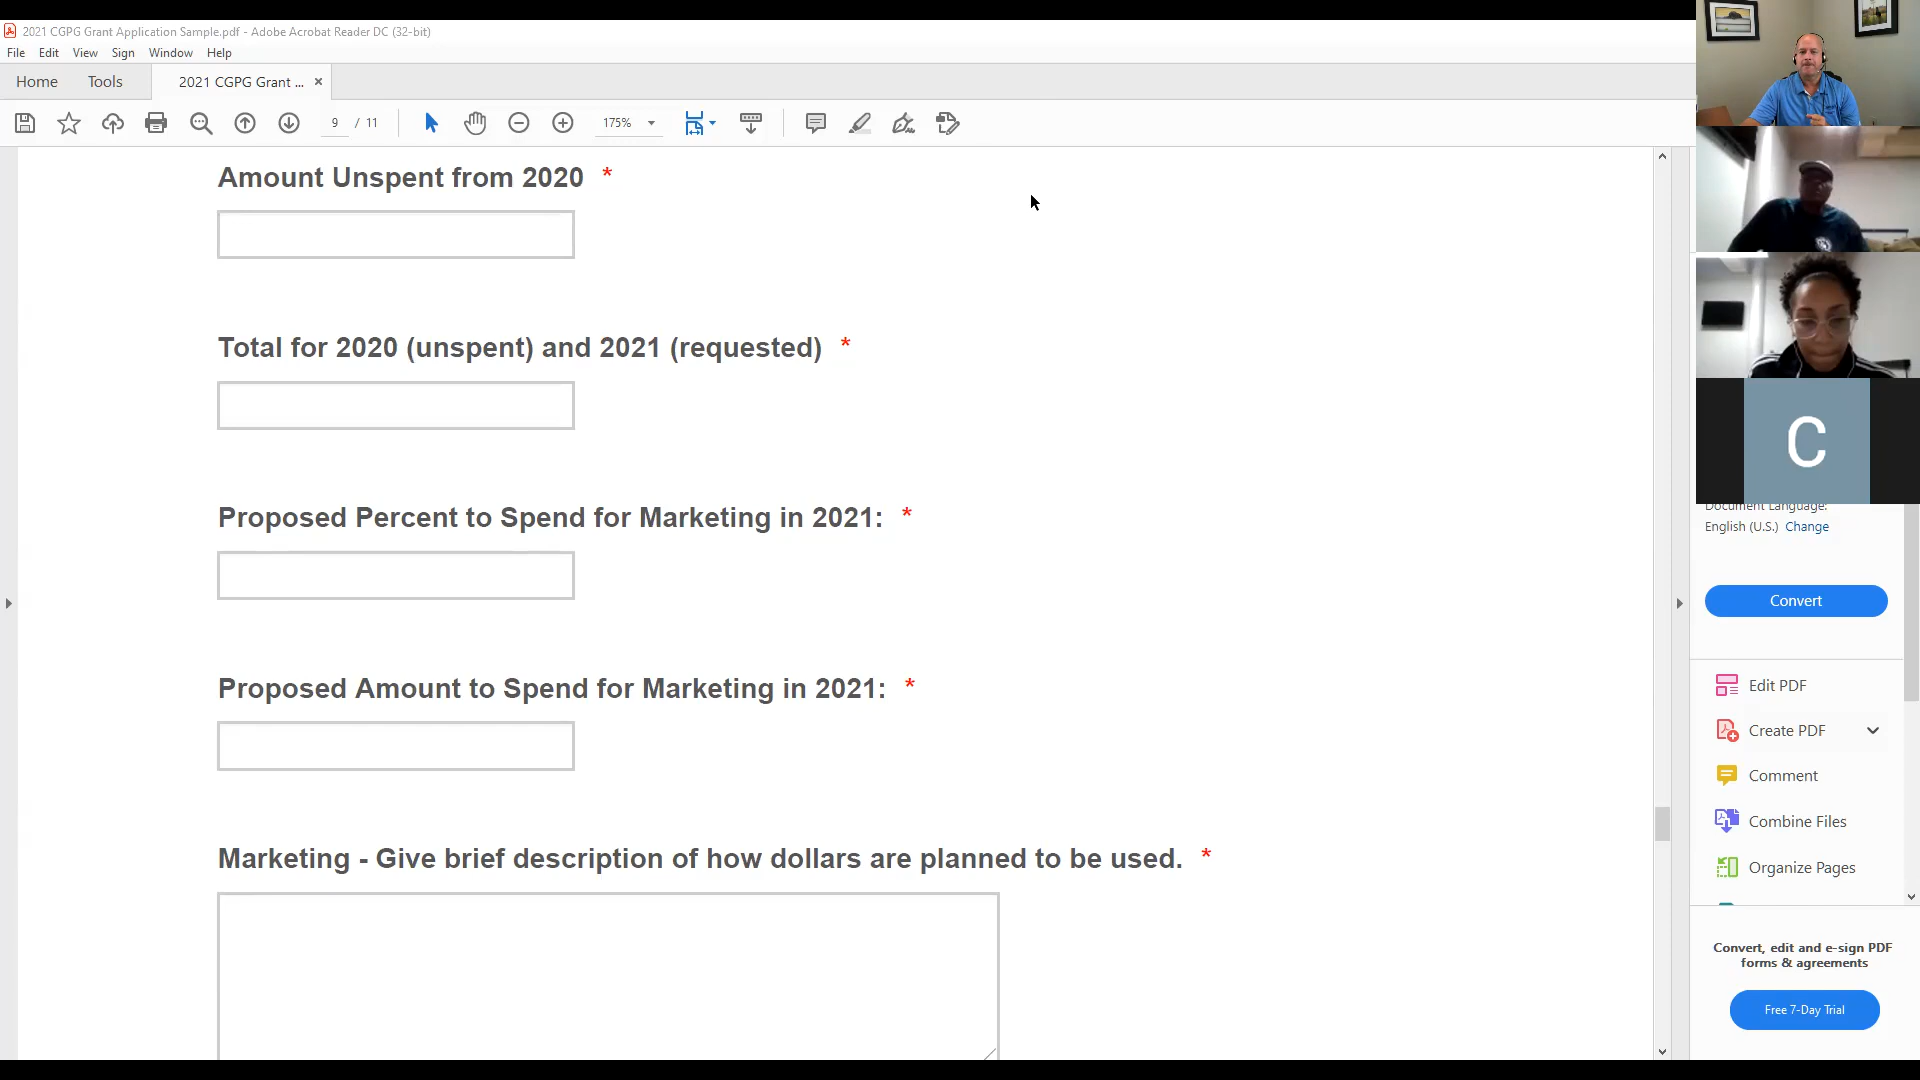 2021 CGPG Grant Application Sample.pdf - Adobe Acrobat Reader DC (32-bit)
File Edit View Sign Window Help
Home Tools 2021 CGPG Grant ... ×
9 / 11 175%
Amount Unspent from 2020 *
Total for 2020 (unspent) and 2021 (requested) *
Proposed Percent to Spend for Marketing in 2021: *
Proposed Amount to Spend for Marketing in 2021: *
Marketing - Give brief description of how dollars are planned to be used. *
C
Document Language:
English (U.S.) Change
Convert
Edit PDF
Create PDF
Comment
Combine Files
Organize Pages
Convert, edit and e-sign PDF
forms & agreements
Free 7-Day Trial